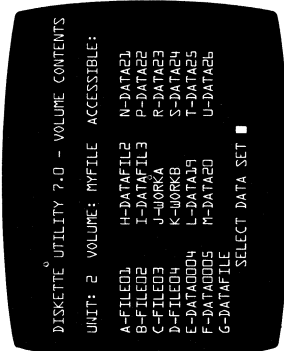 DISKETTE UTILITY 7.0 - VOLUME CONTENTS
UNIT: 2 VOLUME: MYFILE ACCESSIBLE:
A-FILE01 H-DATAFIL2 N-DATA21
B-FILE02 I-DATAFIL3 P-DATA22
C-FILE03 J-WORKA R-DATA23
D-FILE04 K-WORKB S-DATA24
E-DATA0004 L-DATA19 T-DATA25
F-DATA0005 M-DATA20 U-DATA26
G-DATAFILE
SELECT DATA SET